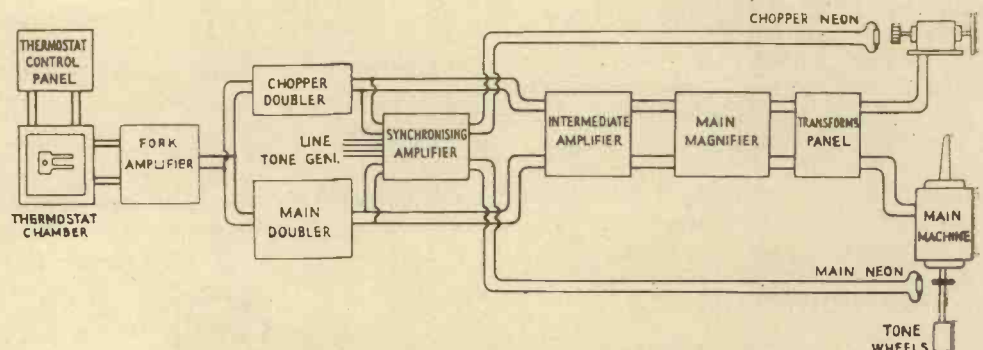 THERMOSTAT
CONTROL
PANEL
THERMOSTAT
CHAMBER
FORK
AMPLIFIER
CHOPPER
DOUBLER
LINE
TONE GENI.
MAIN
DOUBLER
SYNCHRONISING
AMPLIFIER
INTERMEDIATE
AMPLIFIER
MAIN
MAGNIFIER
TRANSFORMS
PANEL
CHOPPER NEON
MAIN
MACHINE
MAIN NEON
TONE
WHEELS